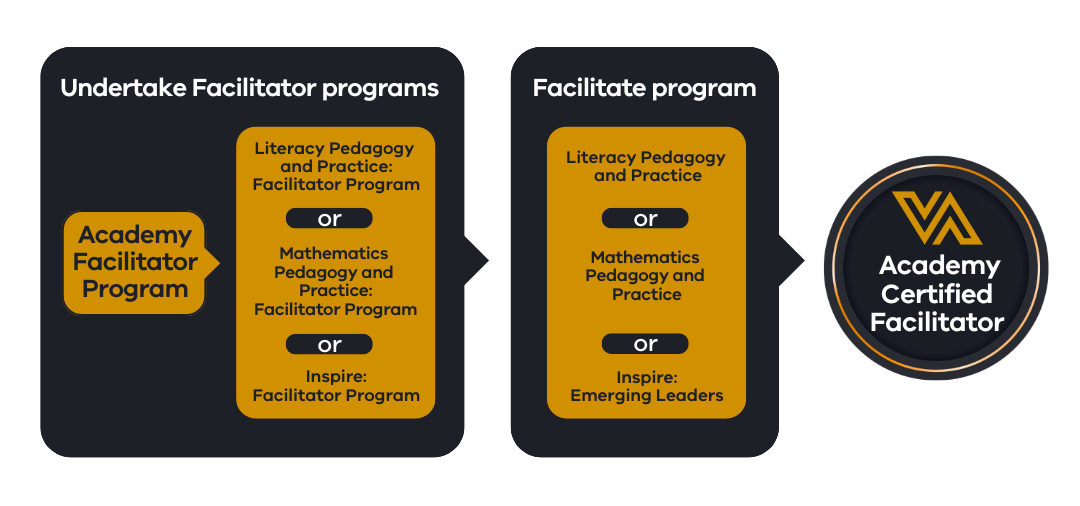 Undertake Facilitator programs
Academy
Facilitator
Program
Literacy Pedagogy
and Practice:
Facilitator Program
or
Mathematics
Pedagogy and
Practice:
Facilitator Program
or
Inspire:
Facilitator Program
Facilitate program
Literacy Pedagogy
and Practice
or
Mathematics
Pedagogy and
Practice
or
Inspire:
Emerging Leaders
Academy
Certified
Facilitator